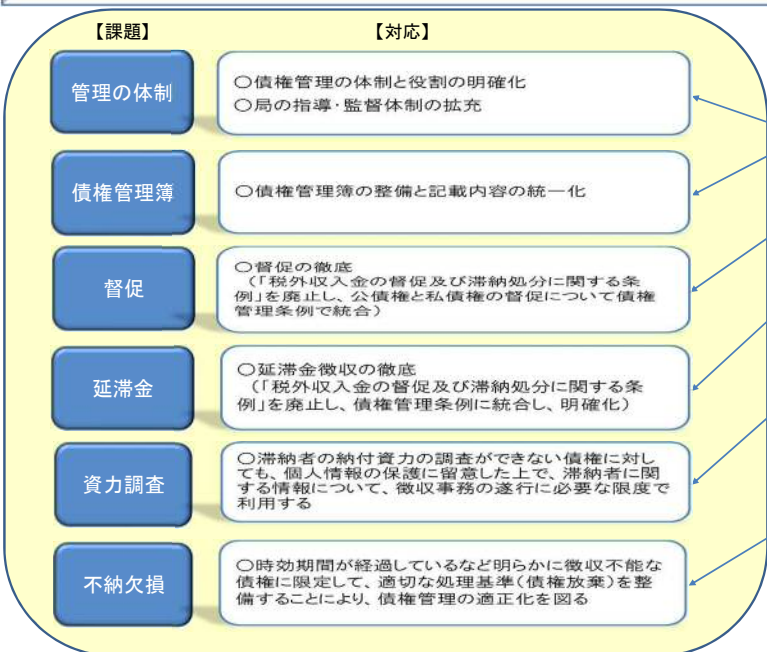 【課題】 【対応】
管理の体制
○債権管理の体制と役割の明確化
○局の指導・監督体制の拡充
債権管理簿
○債権管理簿の整備と記載内容の統一化
督促
○督促の徹底
（「税外収入金の督促及び滞納処分に関する条
例」を廃止し、公債権と私債権の督促について債権
管理条例で統合）
延滞金
○延滞金徴収の徹底
（「税外収入金の督促及び滞納処分に関する条
例」を廃止し、債権管理条例に統合し、明確化）
資力調査
○滞納者の納付資力の調査ができない債権に対し
ても、個人情報の保護に留意した上で、滞納者に関
する情報について、徴収事務の遂行に必要な限度で
利用する
不納欠損
○時効期間が経過しているなど明らかに徴収不能な
債権に限定して、適切な処理基準（債権放棄）を整
備することにより、債権管理の適正化を図る